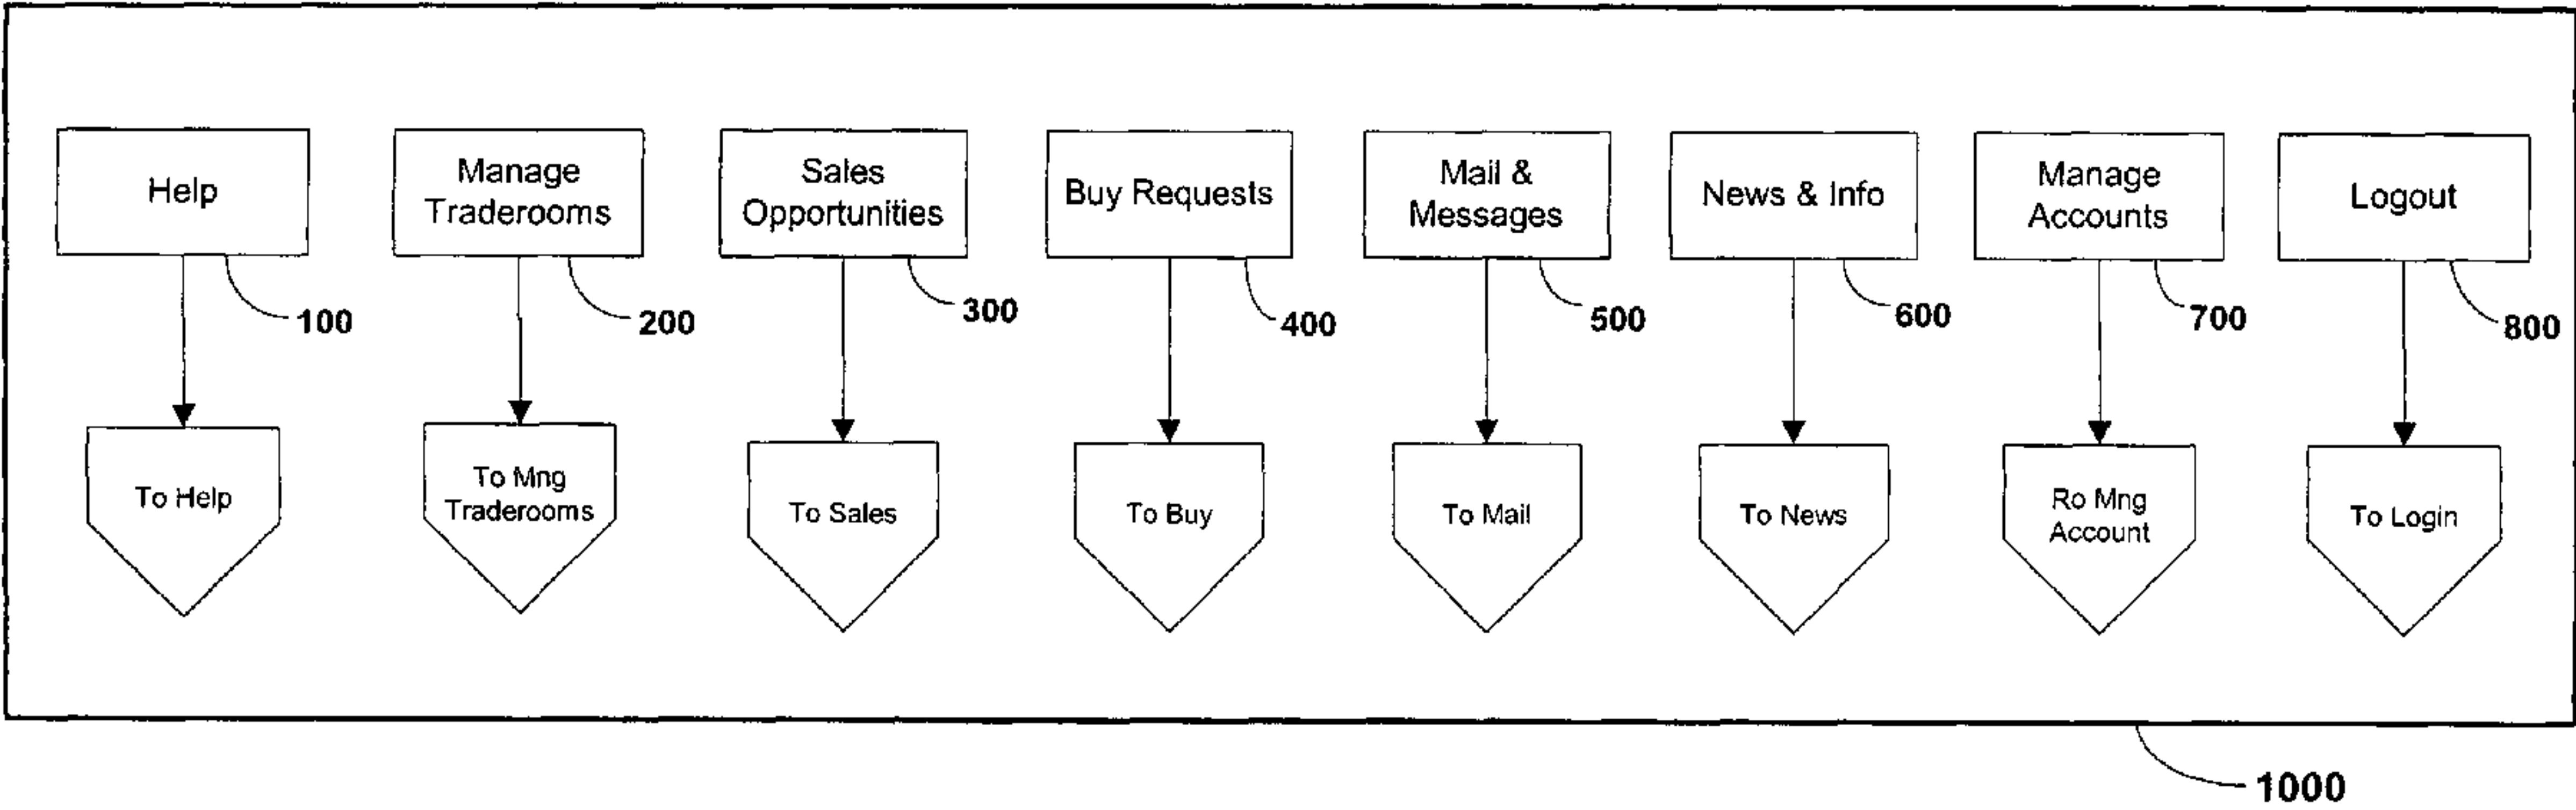 Help
Manage
Traderooms
Sales
Opportunities
Buy Requests
Mail &
Messages
News & Info
Manage
Accounts
Logout
100
200
300
400
500
600
700
800
To Help
To Mng
Traderooms
To Sales
To Buy
To Mail
To News
Ro Mng
Account
To Login
1000